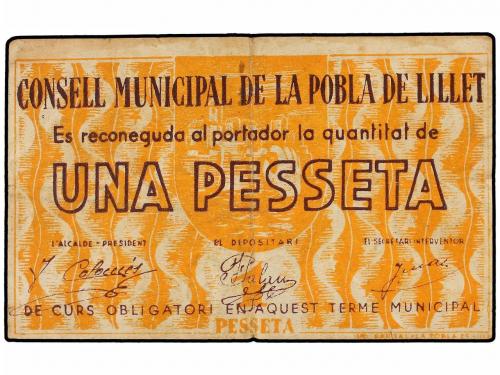 CONSELL MUNICIPAL DE LA POBLA DE LILLET
Es reconeguda al portador la quantitat de
UNA PESSETA
L'ALCALDE-PRESIDENT EL DIPOSITARI EL SECRETARI INTERVENTOR
DE CURS OBLIGATORI EN AQUEST TERME MUNICIPAL
PESSETA